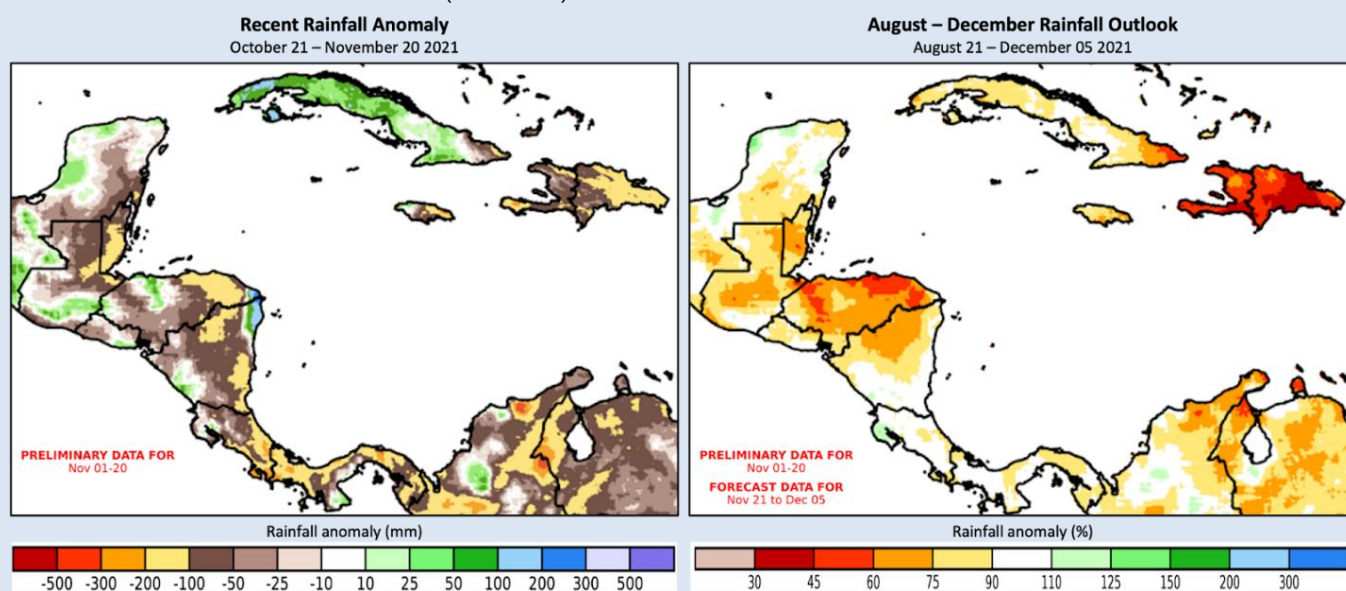 Recent Rainfall Anomaly
October 21 – November 20 2021
PRELIMINARY DATA FOR
Nov 01-20
Rainfall anomaly (mm)
-500 -300 -200 -100 -50 -25 -10 10 25 50 100 200 300 500
August – December Rainfall Outlook
August 21 – December 05 2021
PRELIMINARY DATA FOR
Nov 01-20
FORECAST DATA FOR
Nov 21 to Dec 05
Rainfall anomaly (%)
30 45 60 75 90 110 125 150 200 300